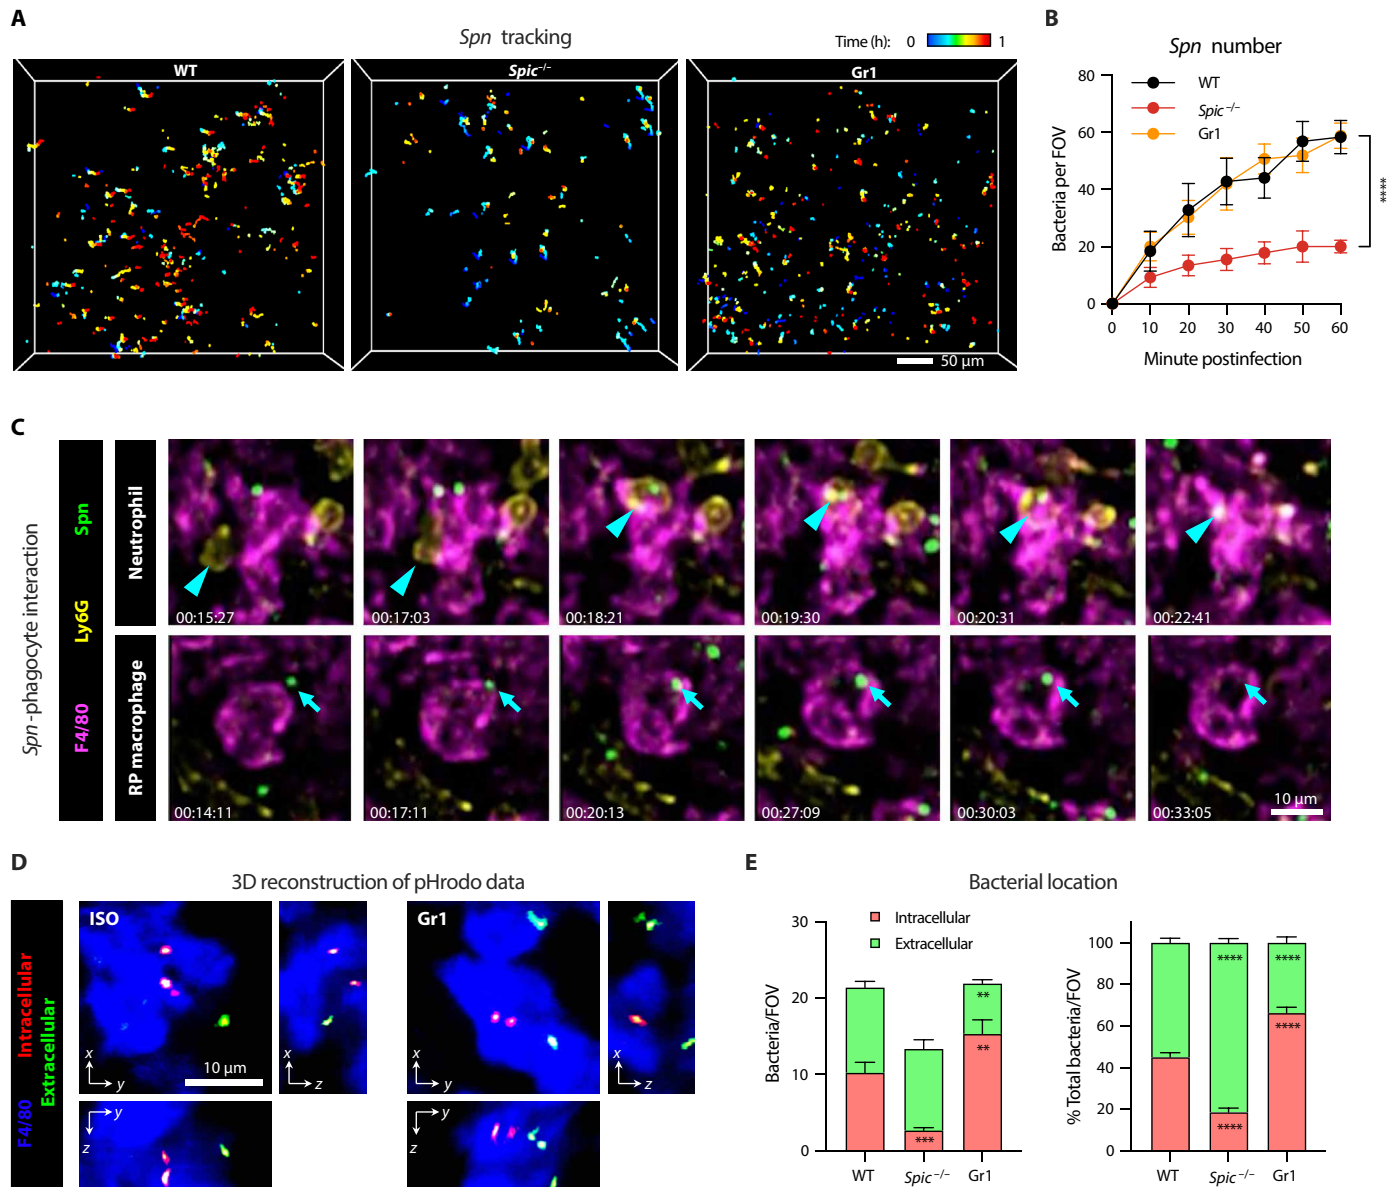 A
Spn tracking
Time (h): 0 1
WT
Spic–/–
Gr1
50 µm
B
Spn number
WT
Spic –/–
Gr1
Bacteria per FOV
80
60
40
20
0
0 10 20 30 40 50 60
Minute postinfection
****
C
Spn-phagocyte interaction
F4/80 Ly6G Spn
Neutrophil
00:15:27
00:17:03
00:18:21
00:19:30
00:20:31
00:22:41
RP macrophage
00:14:11
00:17:11
00:20:13
00:27:09
00:30:03
00:33:05
10 µm
D
3D reconstruction of pHrodo data
F4/80 Intracellular
Extracellular
ISO
x
y
10 µm
x
z
y
z
Gr1
x
y
x
z
y
z
E
Bacterial location
Intracellular
Extracellular
Bacteria/FOV
30
20
10
0
***
**
**
WT Spic –/– Gr1
% Total bacteria/FOV
100
80
60
40
20
0
**** ****
****
****
WT Spic –/– Gr1